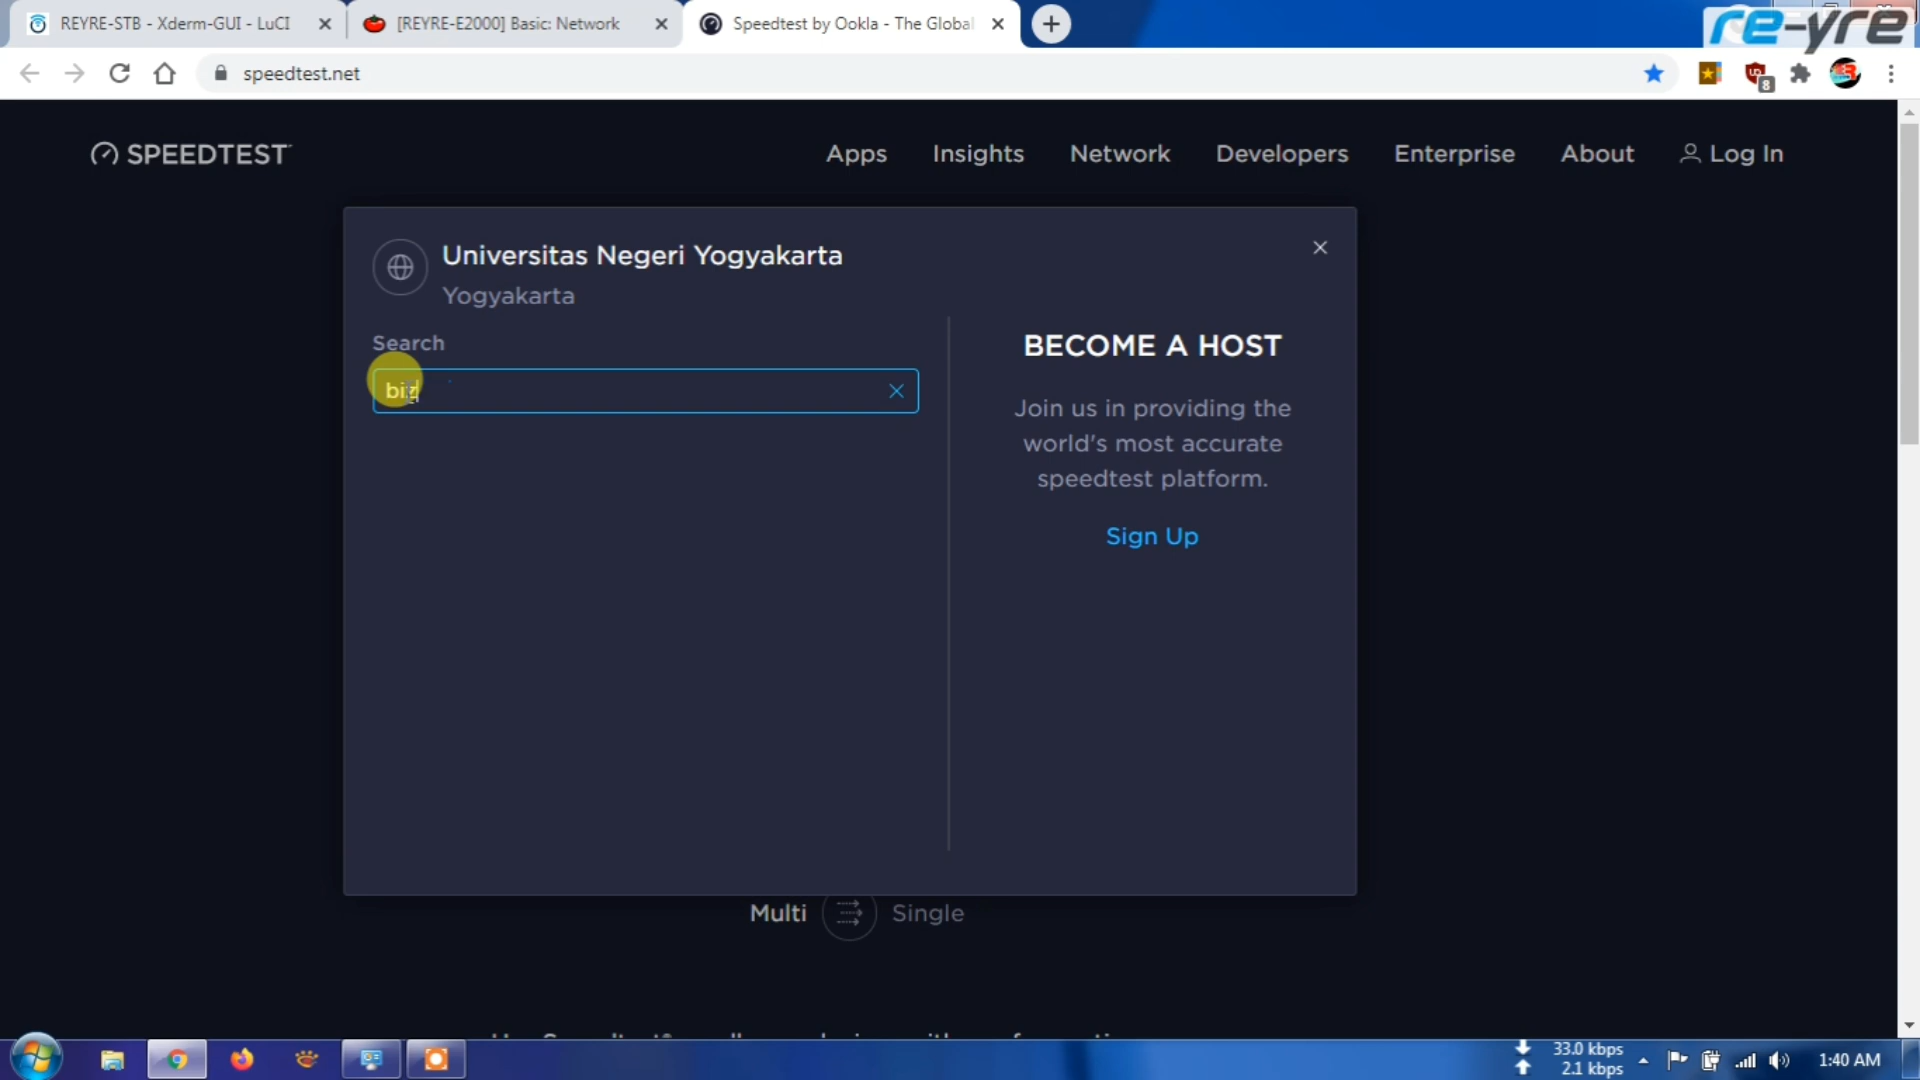 REYRE-STB - Xderm-GUI - LuCI
[REYRE-E2000] Basic: Network
Speedtest by Ookla - The Global
re-yre
speedtest.net
8
SPEEDTEST
Apps
Insights
Network
Developers
Enterprise
About
Log In
Universitas Negeri Yogyakarta
Yogyakarta
Search
biz
BECOME A HOST
Join us in providing the
world's most accurate
speedtest platform.
Sign Up
Multi
Single
33.0 kbps
2.1 kbps
1:40 AM